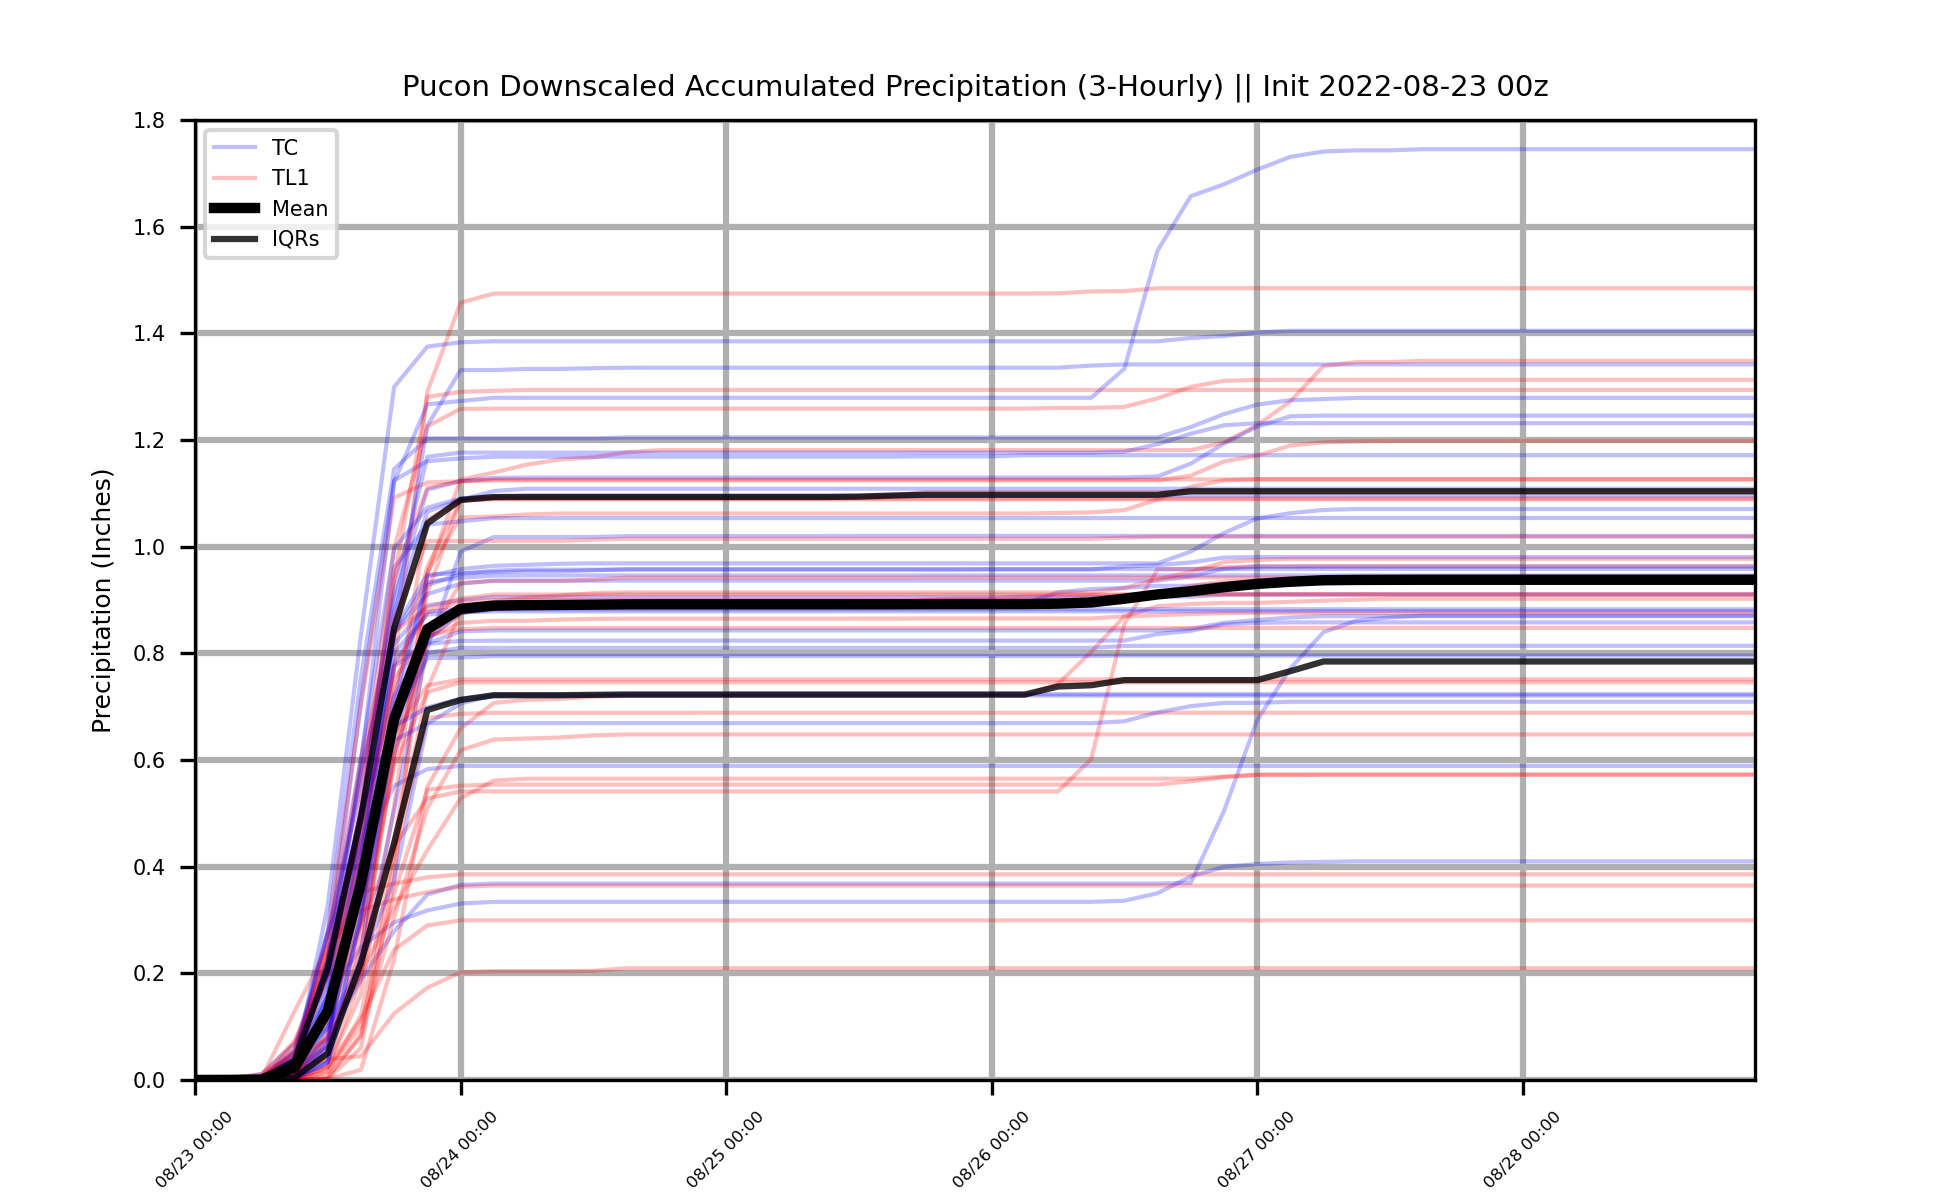 Pucon Downscaled Accumulated Precipitation (3-Hourly) || Init 2022-08-23 00z
TC
TL1
Mean
IQRs
Precipitation (Inches)
1.8
1.6
1.4
1.2
1.0
0.8
0.6
0.4
0.2
0.0
08/23 00:00
08/24 00:00
08/25 00:00
08/26 00:00
08/27 00:00
08/28 00:00